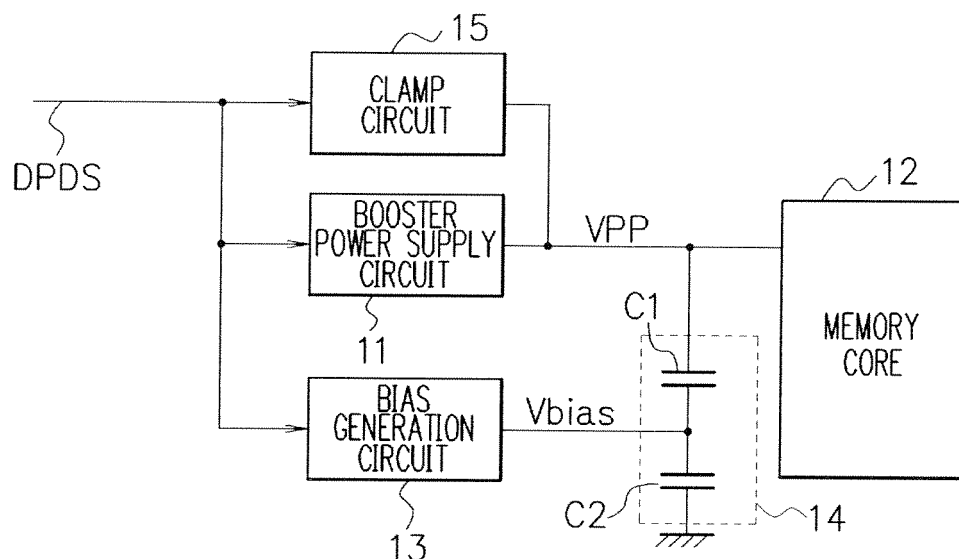 15
CLAMP
CIRCUIT
DPDS
12
BOOSTER
POWER SUPPLY
CIRCUIT
VPP
11
C1
MEMORY
CORE
BIAS
GENERATION
CIRCUIT
Vbias
C2
14
13